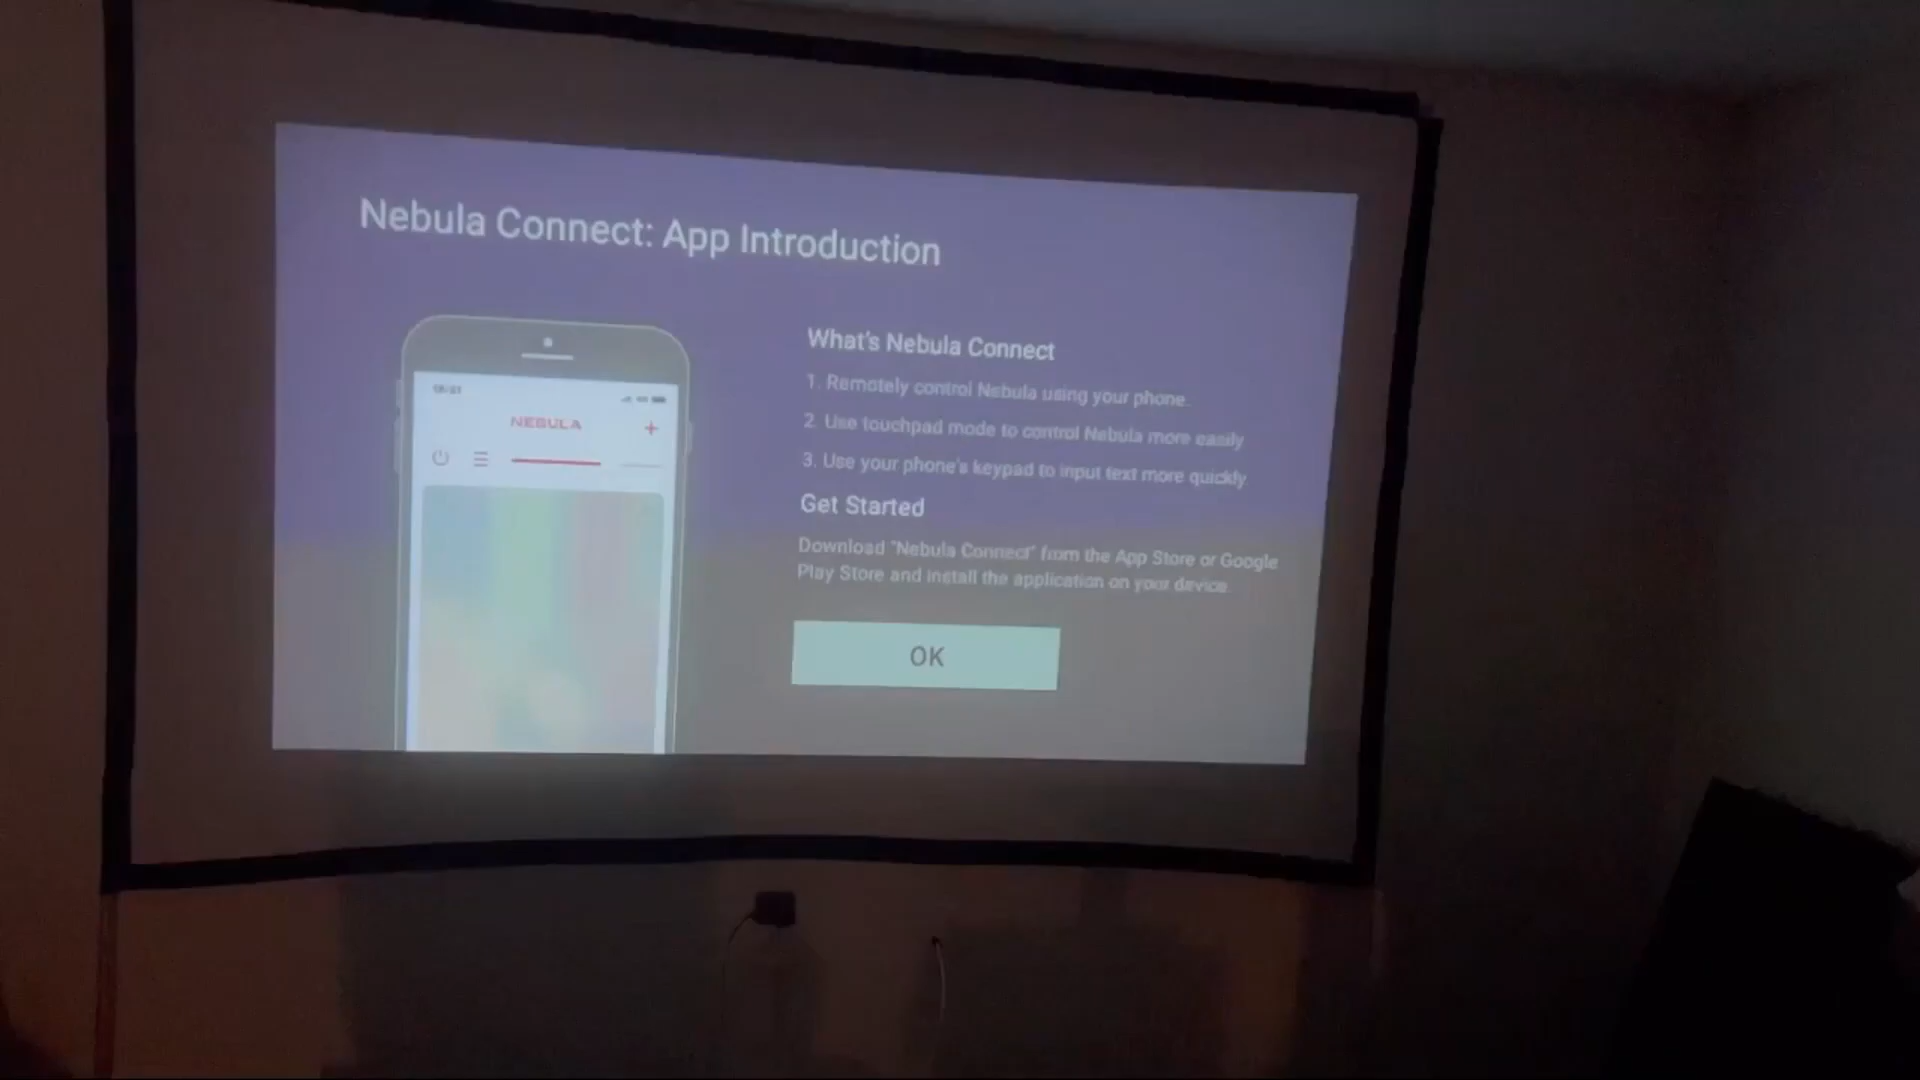 Nebula Connect: App Introduction
NEBULA
What's Nebula Connect
1. Remotely control Nebula using your phone.
2. Use touchpad mode to control Nebula more easily
3. Use your phone's keypad to input text more quickly.
Get Started
Download "Nebula Connect" from the App Store or Google
Play Store and install the application on your device.
OK